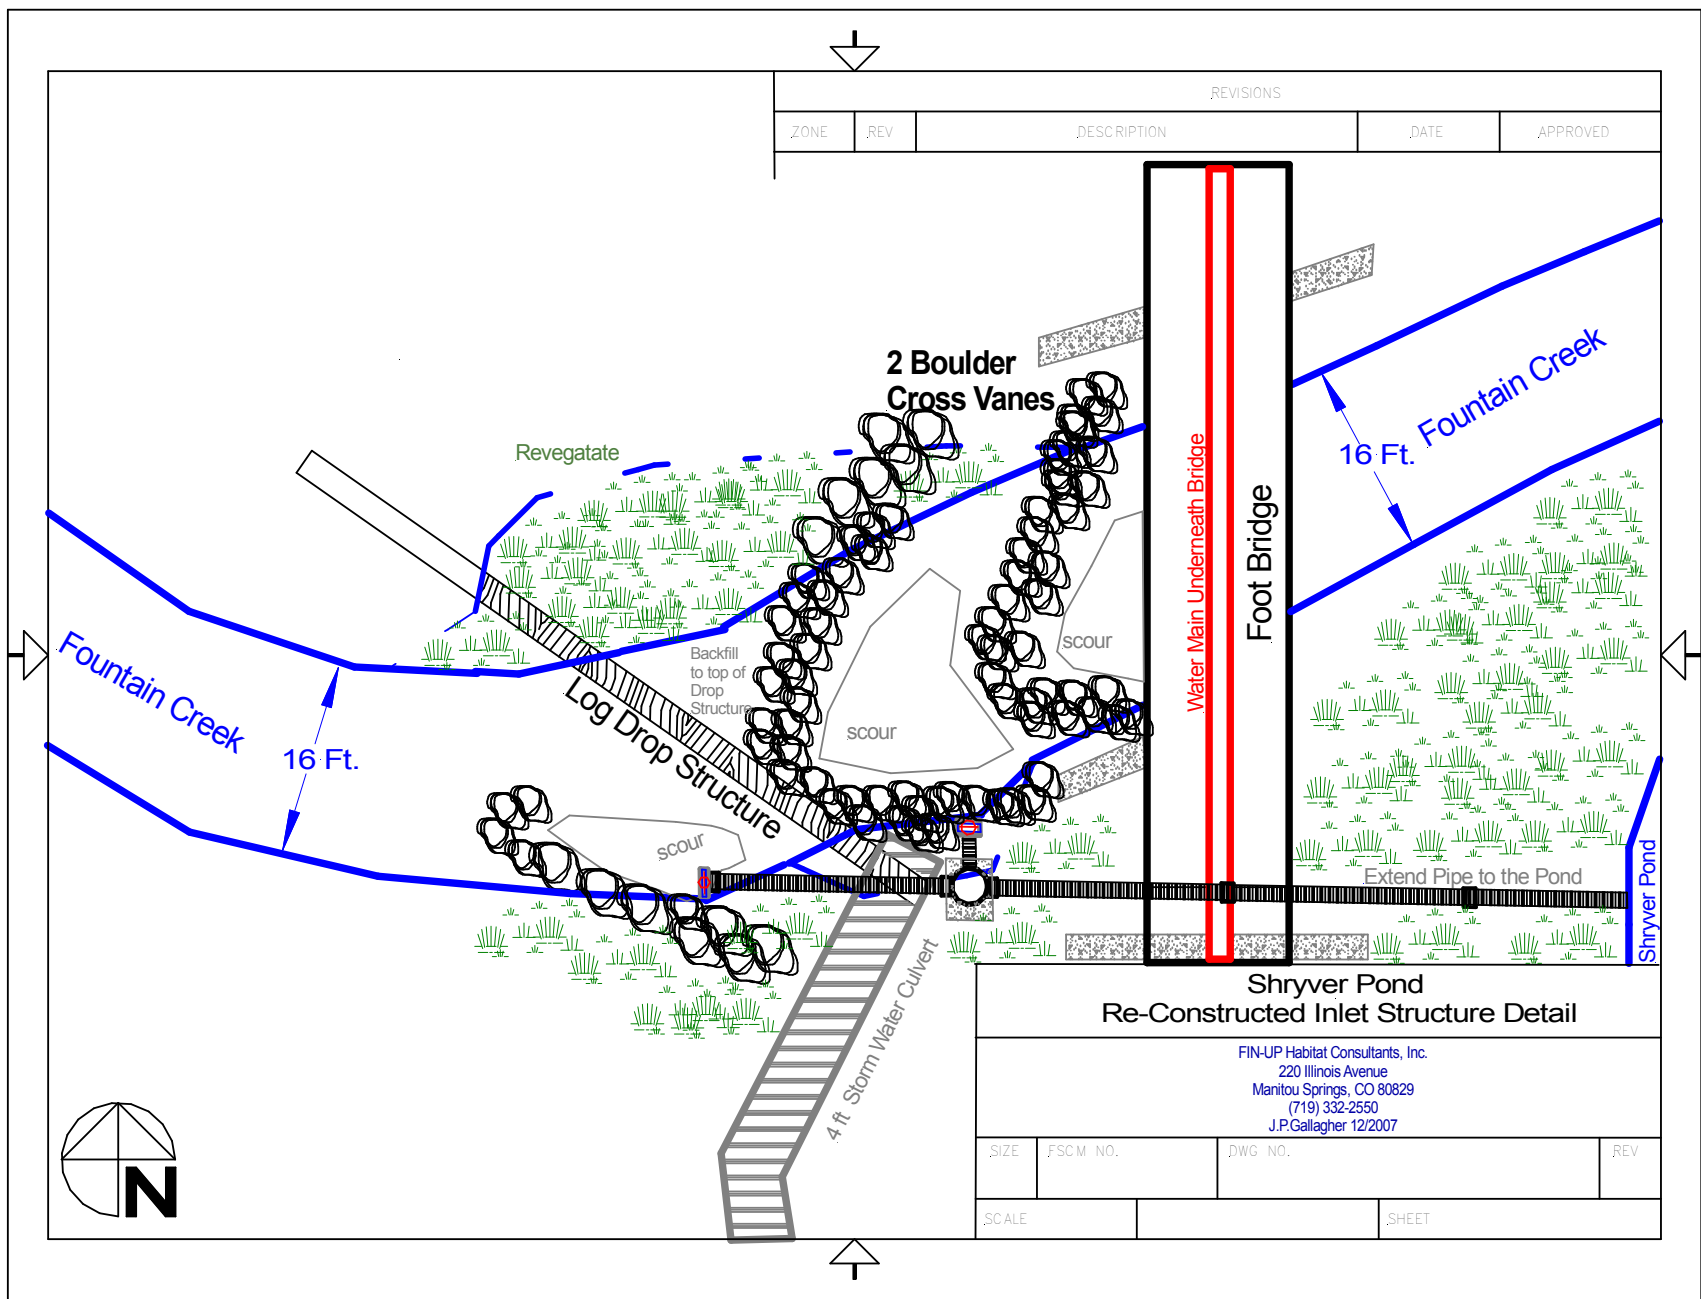 REVISIONS
ZONE
REV
DESCRIPTION
DATE
APPROVED
2 Boulder
Cross Vanes
Revegatate
Fountain Creek
16 Ft.
Water Main Underneath Bridge
Foot Bridge
scour
Backfill
to top of
Drop
Structure
scour
Fountain Creek
16 Ft.
Log Drop Structure
scour
Extend Pipe to the Pond
Shryver Pond
4 ft Storm Water Culvert
N
Shryver Pond
Re-Constructed Inlet Structure Detail
FIN-UP Habitat Consultants, Inc.
220 Illinois Avenue
Manitou Springs, CO 80829
(719) 332-2550
J.P.Gallagher 12/2007
SIZE
FSCM NO.
DWG NO.
REV
SCALE
SHEET